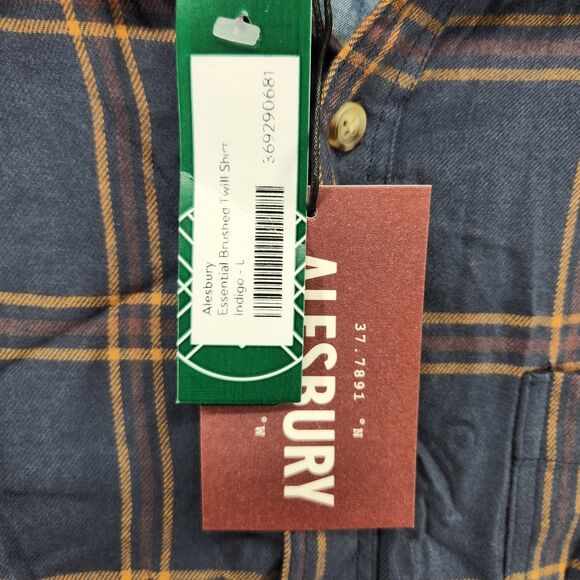 Alesbury
Essential Brushed Twill Shirt
Indigo - L
369290681
ALESBURY
37.7891 °N
°W